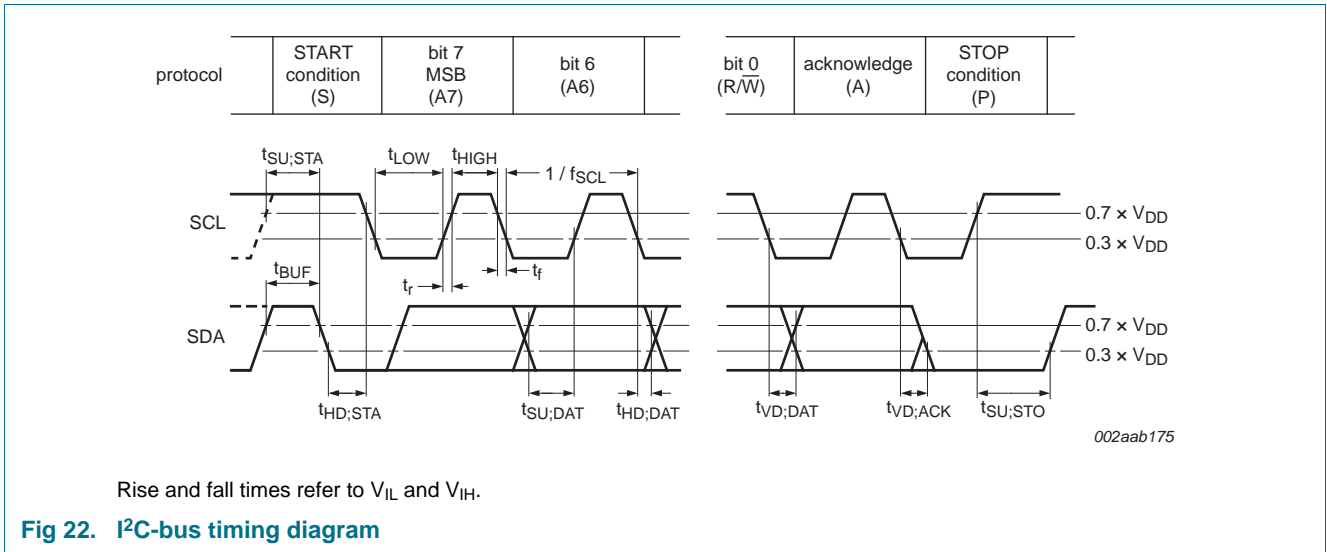 protocol
START
condition
(S)
bit 7
MSB
(A7)
bit 6
(A6)
bit 0
(R/W̅)
acknowledge
(A)
STOP
condition
(P)
tSU;STA
tLOW
tHIGH
1 / fSCL
SCL
0.7 × VDD
0.3 × VDD
tBUF
tr
tf
SDA
0.7 × VDD
0.3 × VDD
tHD;STA
tSU;DAT
tHD;DAT
tVD;DAT
tVD;ACK
tSU;STO
002aab175
Rise and fall times refer to VIL and VIH.
Fig 22. I²C-bus timing diagram